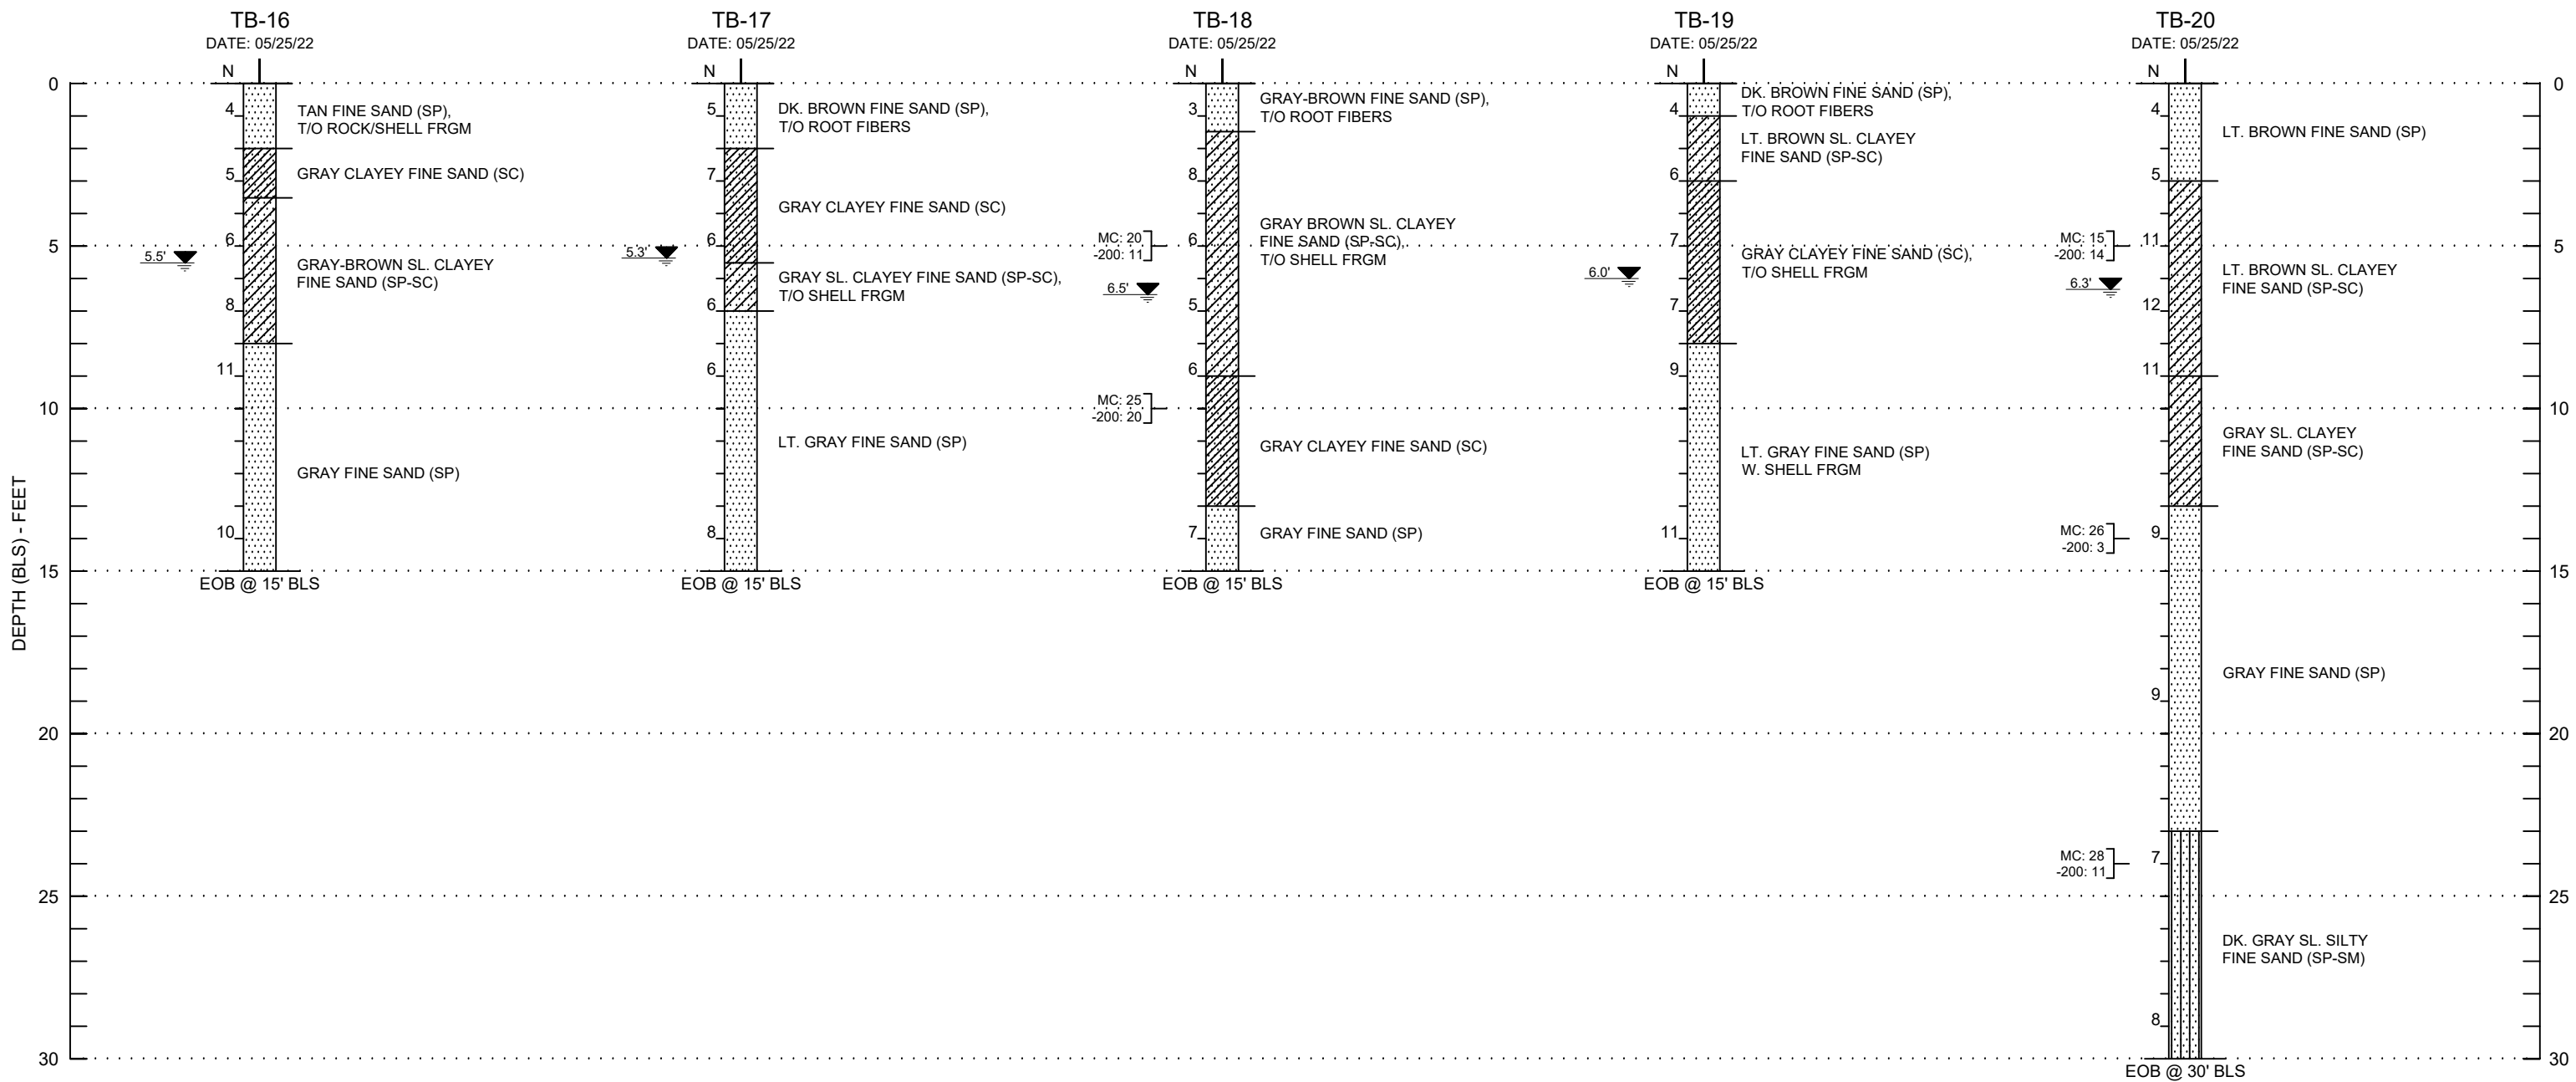 TB-16
DATE: 05/25/22
N
4
TAN FINE SAND (SP),
T/O ROCK/SHELL FRGM
5
GRAY CLAYEY FINE SAND (SC)
6
5.5'
GRAY-BROWN SL. CLAYEY
FINE SAND (SP-SC)
8
11
GRAY FINE SAND (SP)
10
EOB @ 15' BLS
TB-17
DATE: 05/25/22
N
5
DK. BROWN FINE SAND (SP),
T/O ROOT FIBERS
7
GRAY CLAYEY FINE SAND (SC)
6
5.3'
GRAY SL. CLAYEY FINE SAND (SP-SC),
T/O SHELL FRGM
6
6
LT. GRAY FINE SAND (SP)
8
EOB @ 15' BLS
TB-18
DATE: 05/25/22
N
3
GRAY-BROWN FINE SAND (SP),
T/O ROOT FIBERS
8
MC: 20
-200: 11
6
GRAY BROWN SL. CLAYEY
FINE SAND (SP-SC),
T/O SHELL FRGM
6.5'
5
6
MC: 25
-200: 20
GRAY CLAYEY FINE SAND (SC)
7
GRAY FINE SAND (SP)
EOB @ 15' BLS
TB-19
DATE: 05/25/22
N
4
DK. BROWN FINE SAND (SP),
T/O ROOT FIBERS
LT. BROWN SL. CLAYEY
FINE SAND (SP-SC)
6
7
GRAY CLAYEY FINE SAND (SC),
T/O SHELL FRGM
6.0'
7
9
LT. GRAY FINE SAND (SP)
W. SHELL FRGM
11
EOB @ 15' BLS
TB-20
DATE: 05/25/22
N
4
LT. BROWN FINE SAND (SP)
5
MC: 15
-200: 14
11
LT. BROWN SL. CLAYEY
FINE SAND (SP-SC)
6.3'
12
11
GRAY SL. CLAYEY
FINE SAND (SP-SC)
MC: 26
-200: 3
9
GRAY FINE SAND (SP)
9
MC: 28
-200: 11
7
DK. GRAY SL. SILTY
FINE SAND (SP-SM)
8
EOB @ 30' BLS
DEPTH (BLS) - FEET
0
5
10
15
20
25
30
0
5
10
15
20
25
30